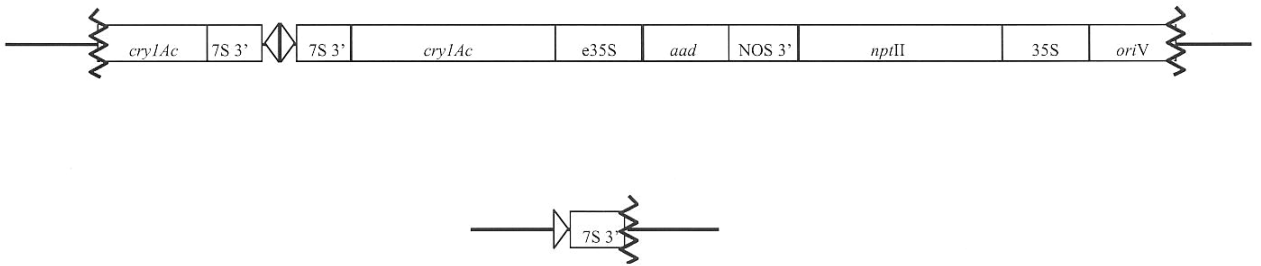 cry1Ac 7S 3’ 7S 3’ cry1Ac e35S aad NOS 3’ nptII 35S oriV
7S 3’